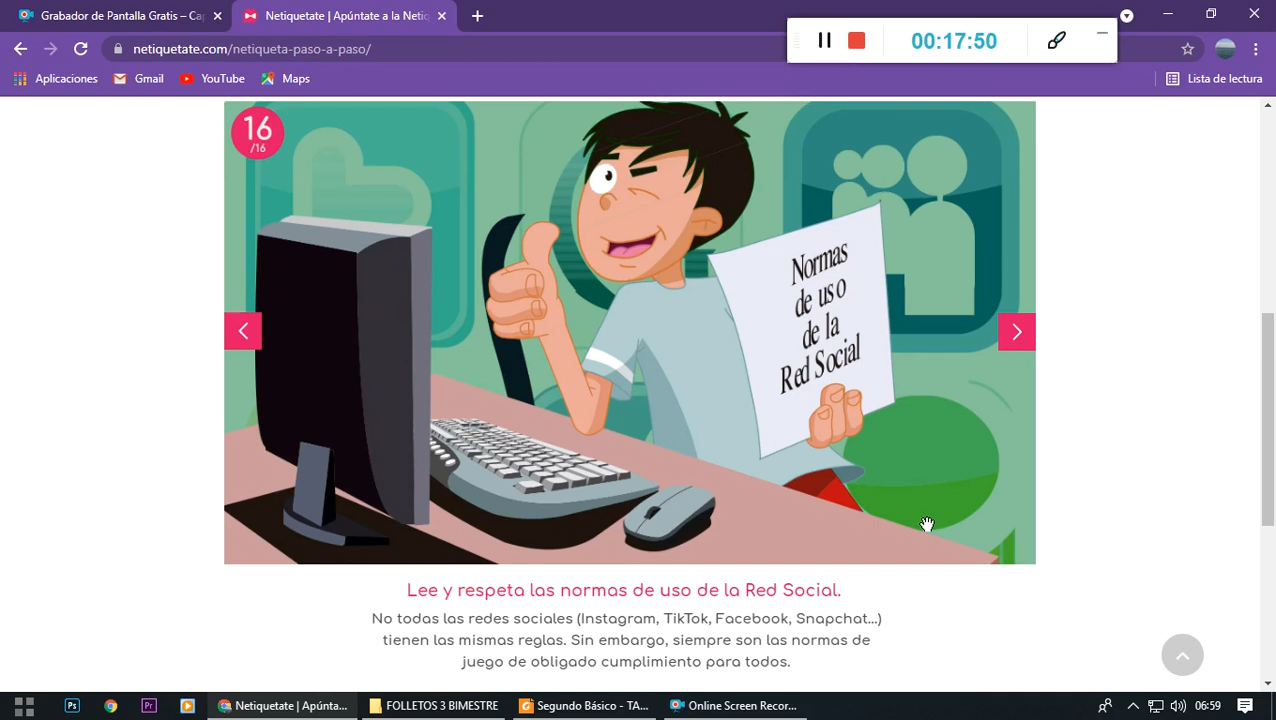 Grabador de Pantalla Gratis – Ca
Netiquetate | Apúntate a la Netiq
netiquetate.com/netiqueta-paso-a-paso/
00:17:50
Aplicaciones
Gmail
YouTube
Maps
Lista de lectura
16
/16
Normas
de uso
de la
Red Social
Lee y respeta las normas de uso de la Red Social.
No todas las redes sociales (Instagram, TikTok, Facebook, Snapchat...)
tienen las mismas reglas. Sin embargo, siempre son las normas de
juego de obligado cumplimiento para todos.
Ps
Pr
Netiquetate | Apúnta...
FOLLETOS 3 BIMESTRE
Segundo Básico - TA...
Online Screen Recor...
06:59